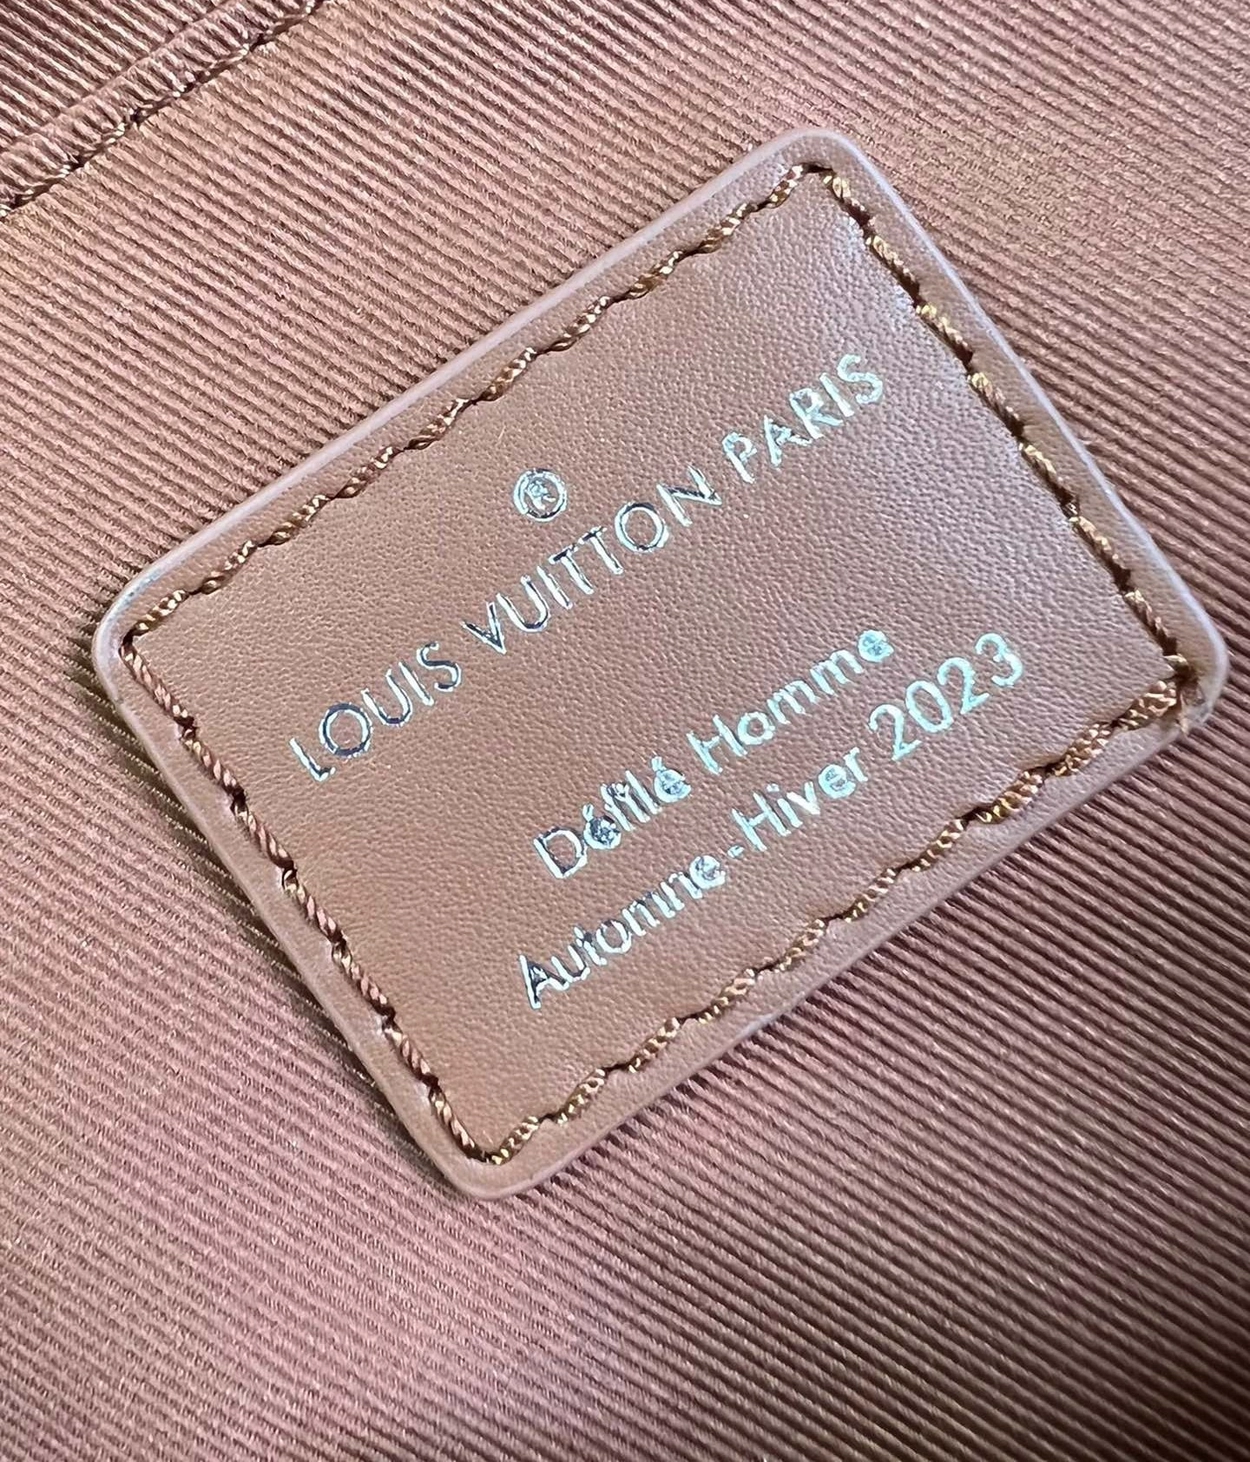 ®
LOUIS VUITTON PARIS
Défilé Homme
Automne-Hiver 2023